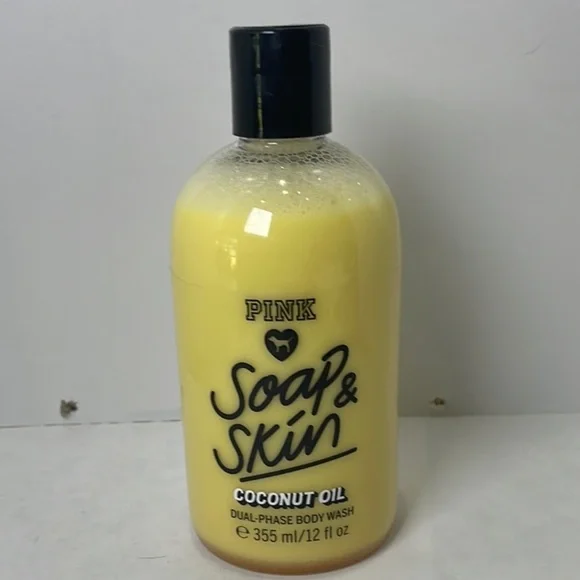 PINK
Soap &
Skin
COCONUT OIL
DUAL-PHASE BODY WASH
℮ 355 ml/12 fl oz